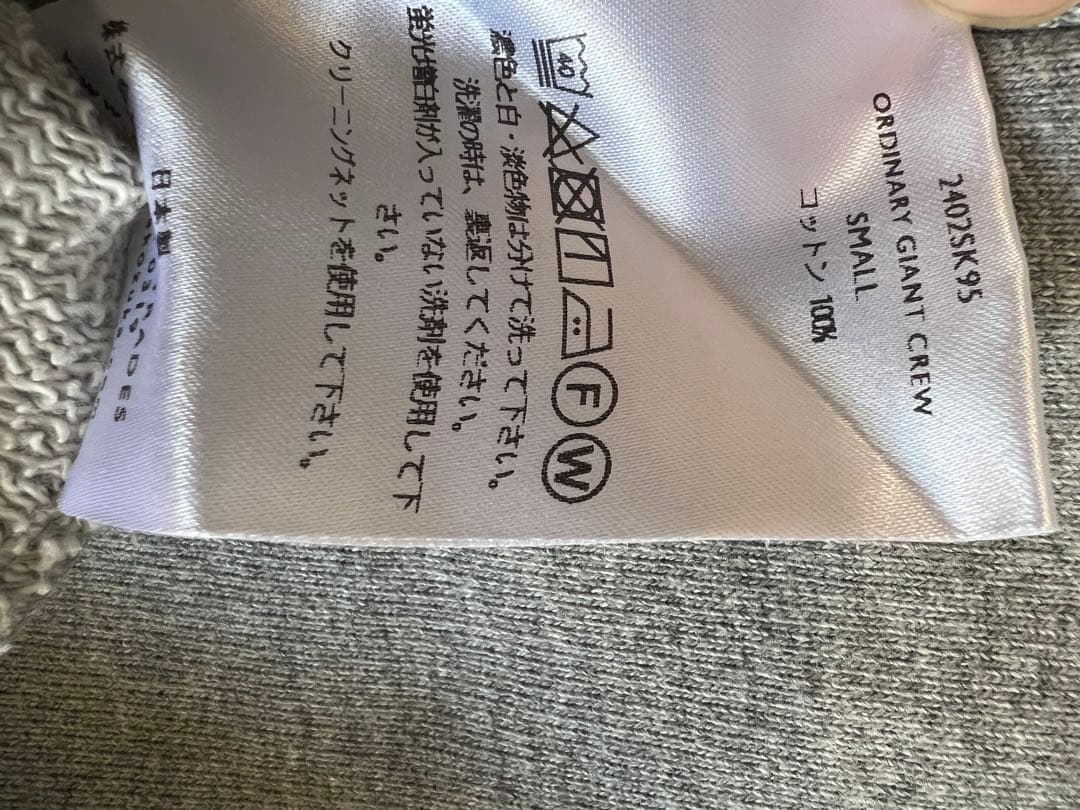 2402SK95
ORDINARY GIANT CREW
SMALL
コットン 100%
40
F W
濃色と白・淡色物は分けて洗って下さい。
洗濯の時は、裏返してください。
蛍光増白剤が入っていない洗剤を使用して下
さい。
クリーニングネットを使用して下さい。
日本製